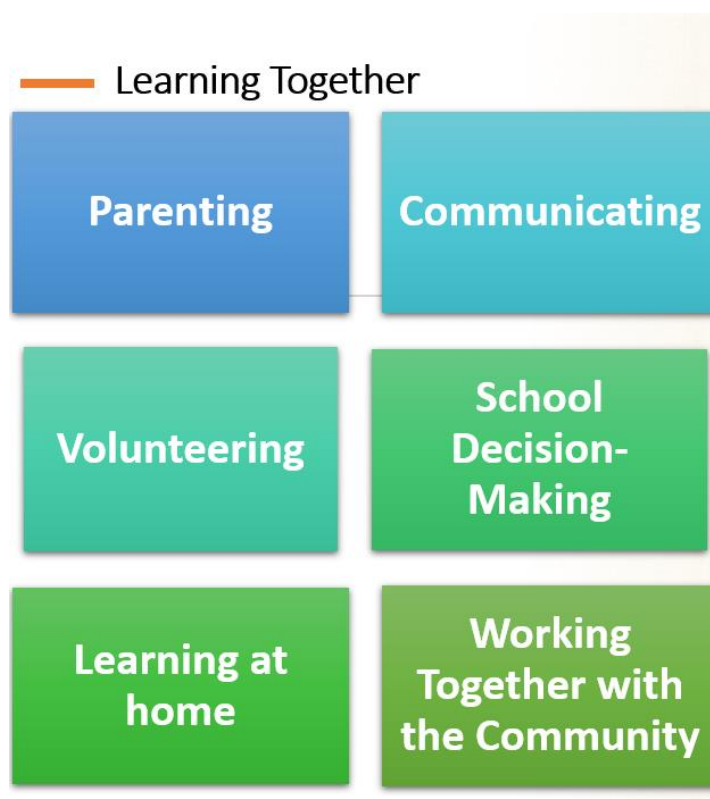 Learning Together
Parenting
Communicating
Volunteering
School
Decision-
Making
Learning at
home
Working
Together with
the Community